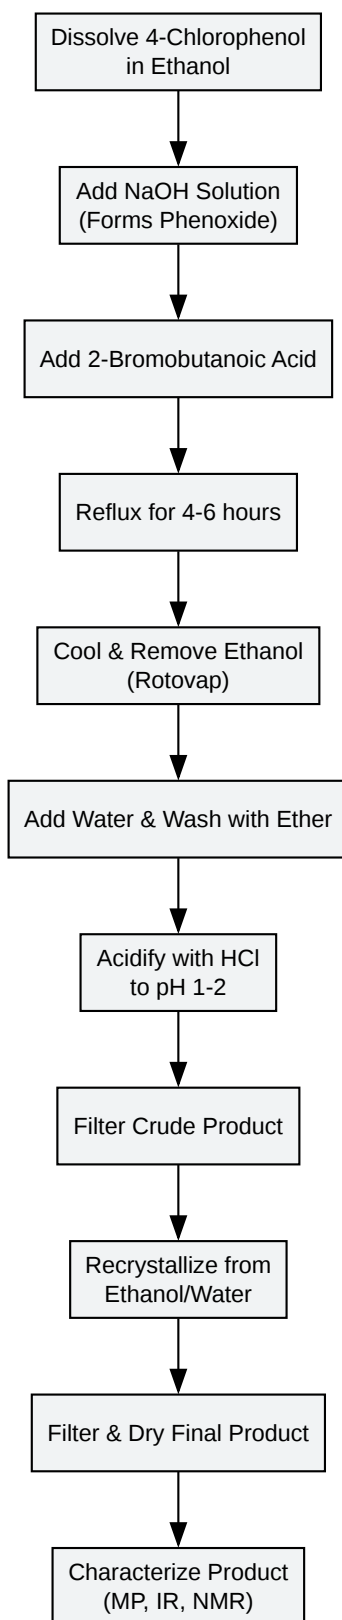 Dissolve 4-Chlorophenol
in Ethanol
Add NaOH Solution
(Forms Phenoxide)
Add 2-Bromobutanoic Acid
Reflux for 4-6 hours
Cool & Remove Ethanol
(Rotovap)
Add Water & Wash with Ether
Acidify with HCl
to pH 1-2
Filter Crude Product
Recrystallize from
Ethanol/Water
Filter & Dry Final Product
Characterize Product
(MP, IR, NMR)